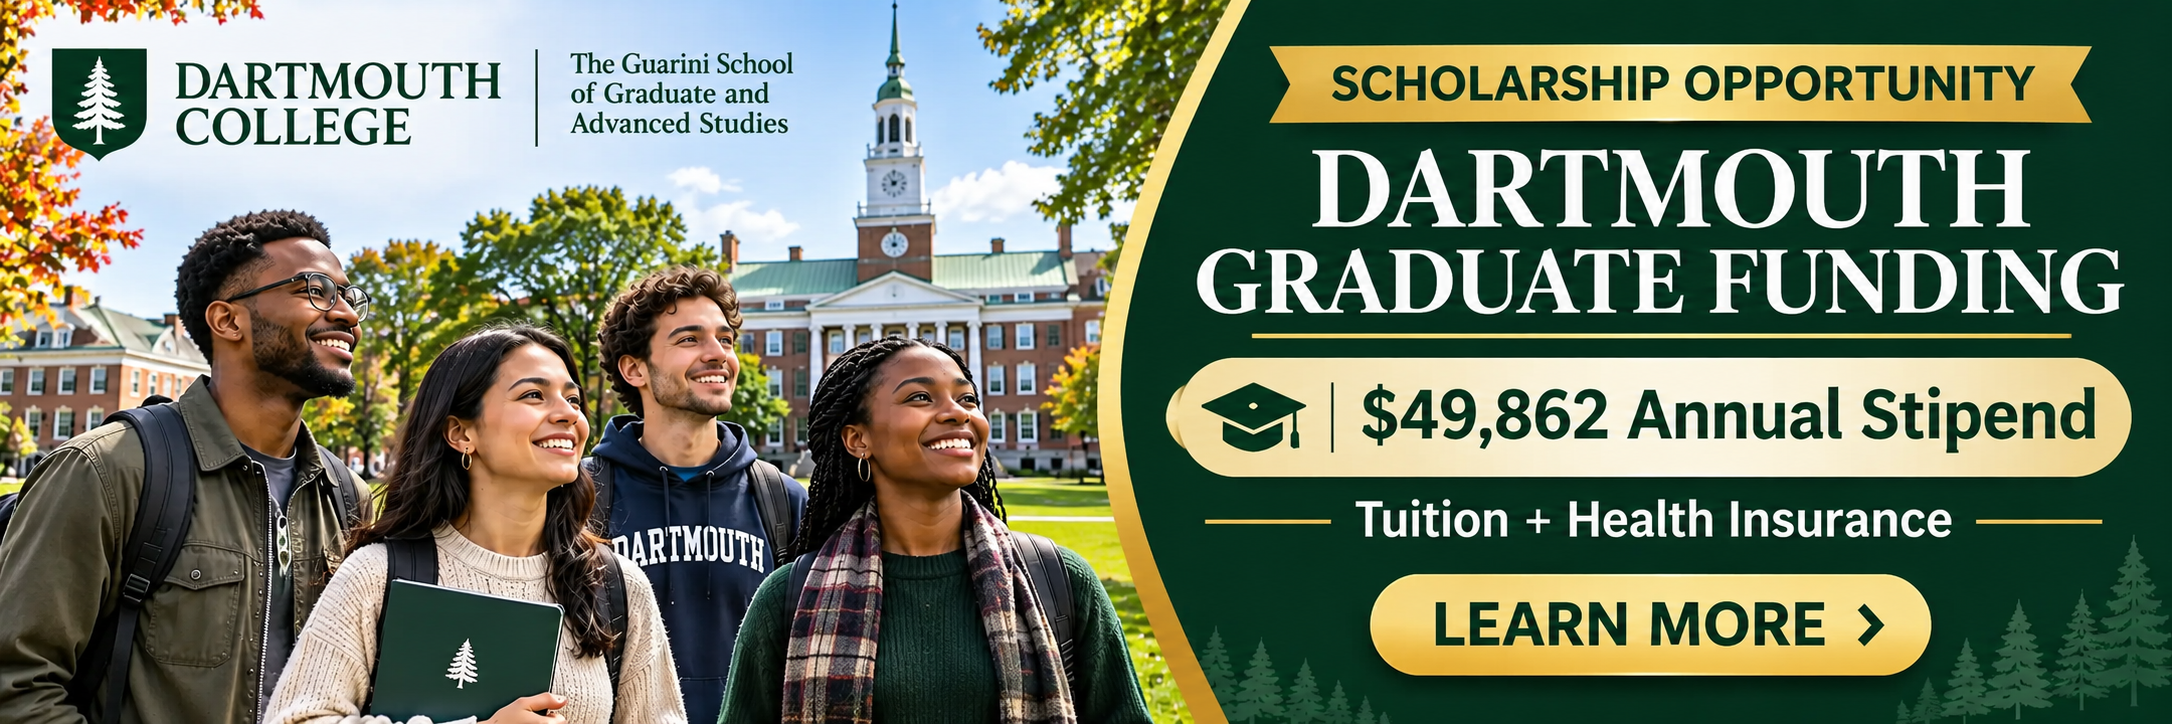 DARTMOUTH
COLLEGE
The Guarini School
of Graduate and
Advanced Studies
DARTMOUTH
SCHOLARSHIP OPPORTUNITY
DARTMOUTH
GRADUATE FUNDING
$49,862 Annual Stipend
Tuition + Health Insurance
LEARN MORE